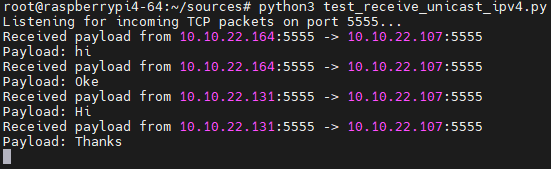 root@raspberrypi4-64:~/sources# python3 test_receive_unicast_ipv4.py
Listening for incoming TCP packets on port 5555...
Received payload from 10.10.22.164:5555 -> 10.10.22.107:5555
Payload: hi
Received payload from 10.10.22.164:5555 -> 10.10.22.107:5555
Payload: Oke
Received payload from 10.10.22.131:5555 -> 10.10.22.107:5555
Payload: Hi
Received payload from 10.10.22.131:5555 -> 10.10.22.107:5555
Payload: Thanks